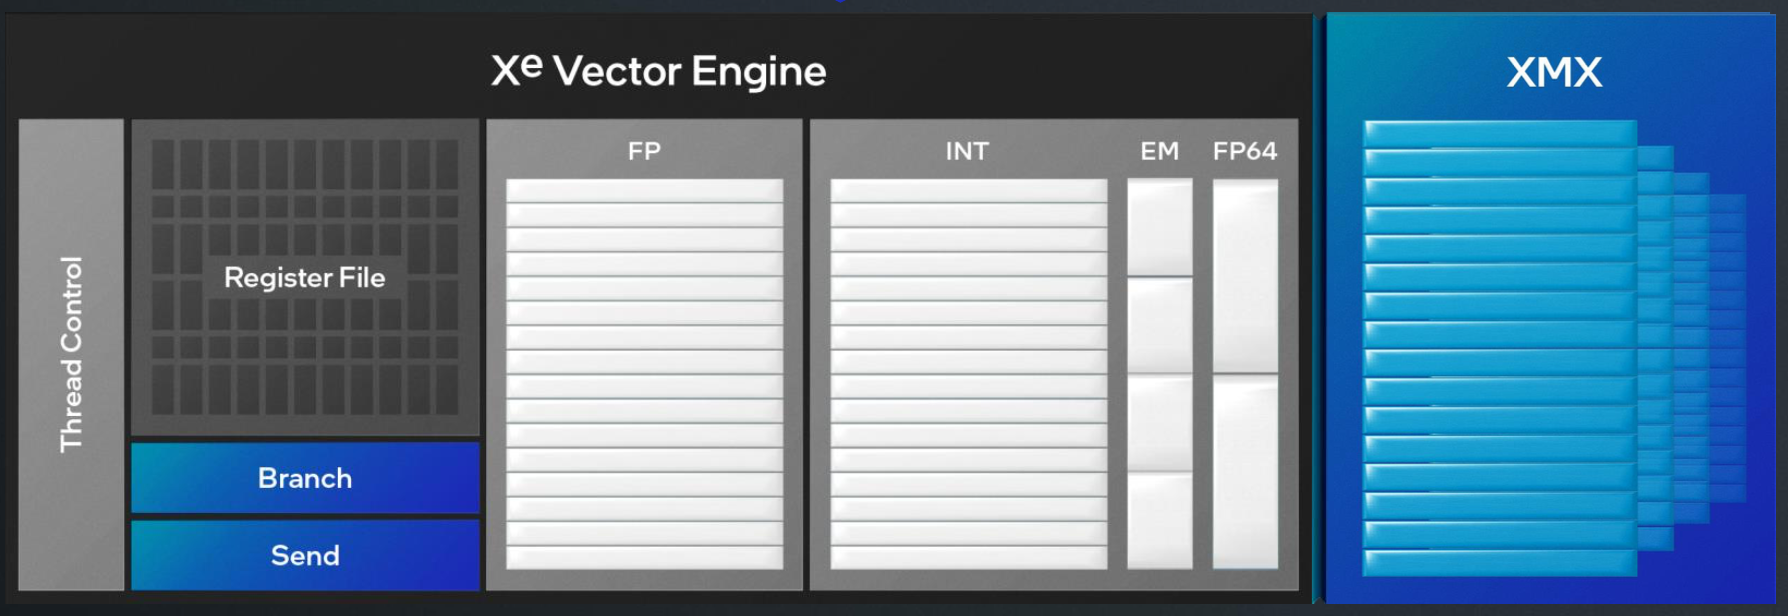 Xe Vector Engine
XMX
Thread Control
Register File
Branch
Send
FP
INT
EM
FP64